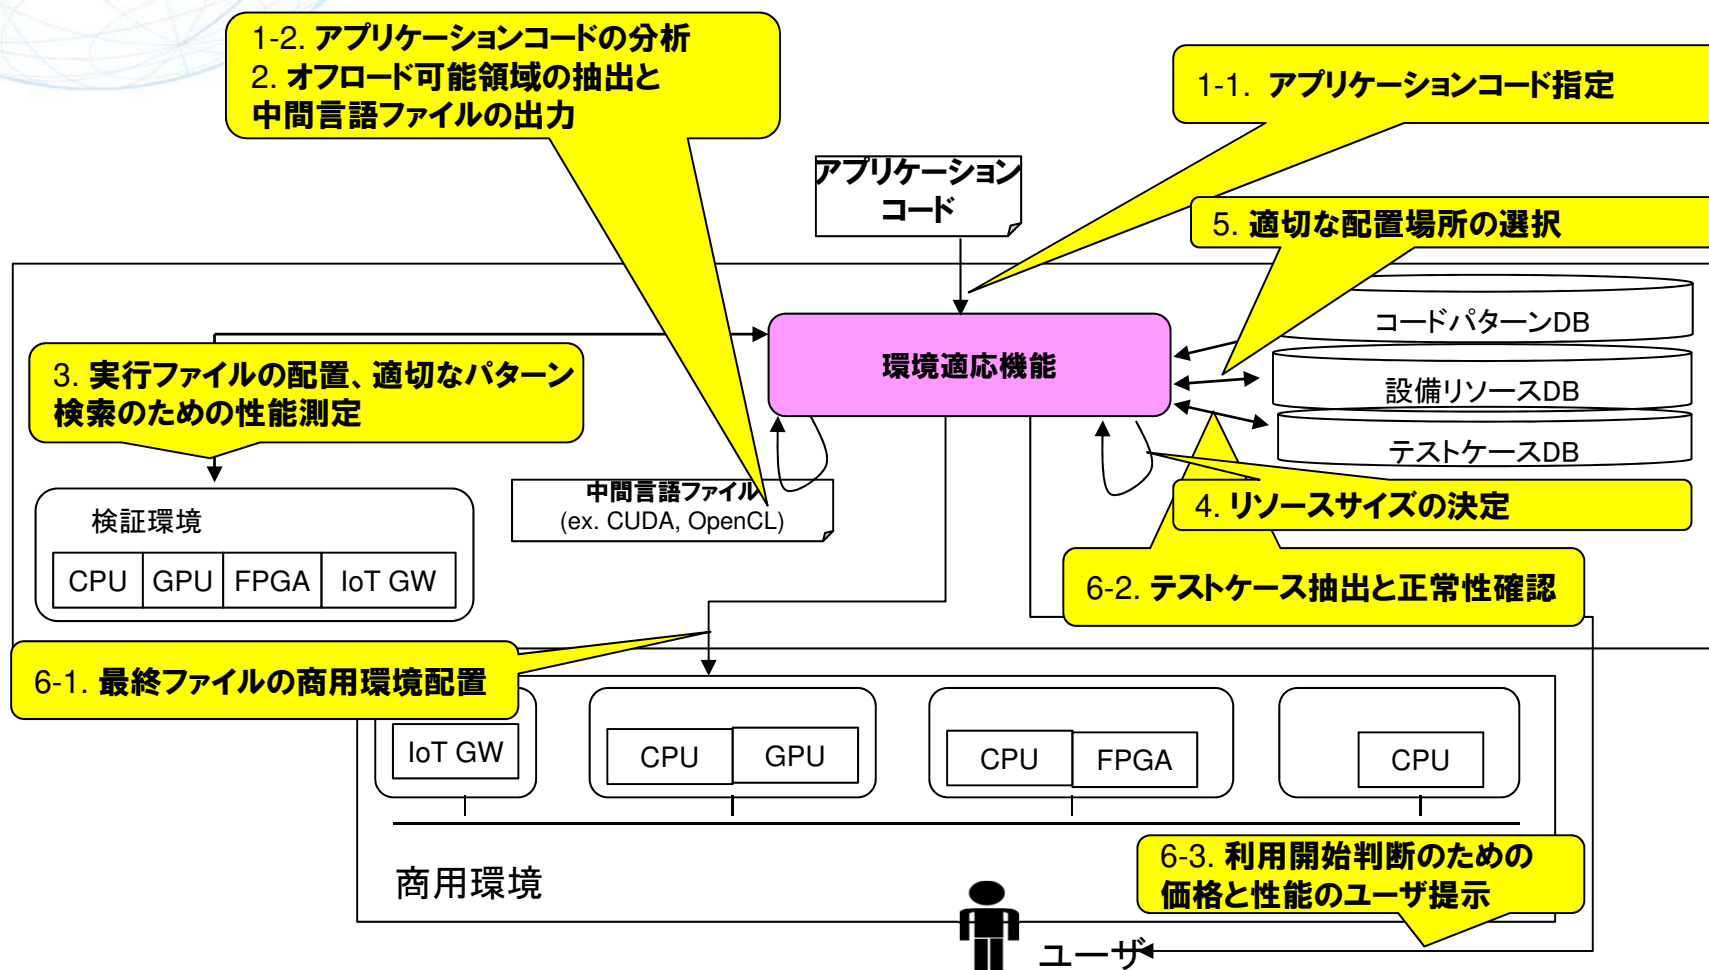 1-2. アプリケーションコードの分析
2. オフロード可能領域の抽出と
中間言語ファイルの出力
1-1. アプリケーションコード指定
アプリケーション
コード
5. 適切な配置場所の選択
コードパターンDB
環境適応機能
設備リソースDB
3. 実行ファイルの配置、適切なパターン
検索のための性能測定
テストケースDB
中間言語ファイル
(ex. CUDA, OpenCL)
4. リソースサイズの決定
検証環境
CPU GPU FPGA IoT GW
6-2. テストケース抽出と正常性確認
6-1. 最終ファイルの商用環境配置
IoT GW CPU GPU CPU FPGA CPU
商用環境
6-3. 利用開始判断のための
価格と性能のユーザ提示
ユーザ